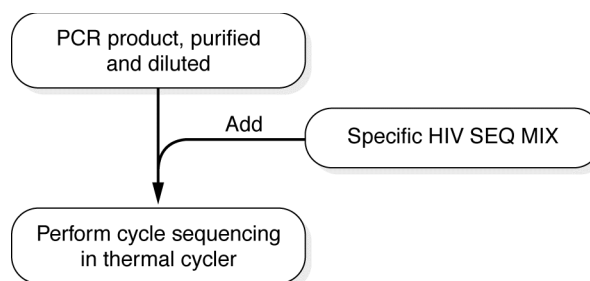 PCR product, purified
and diluted
Add
Specific HIV SEQ MIX
Perform cycle sequencing
in thermal cycler